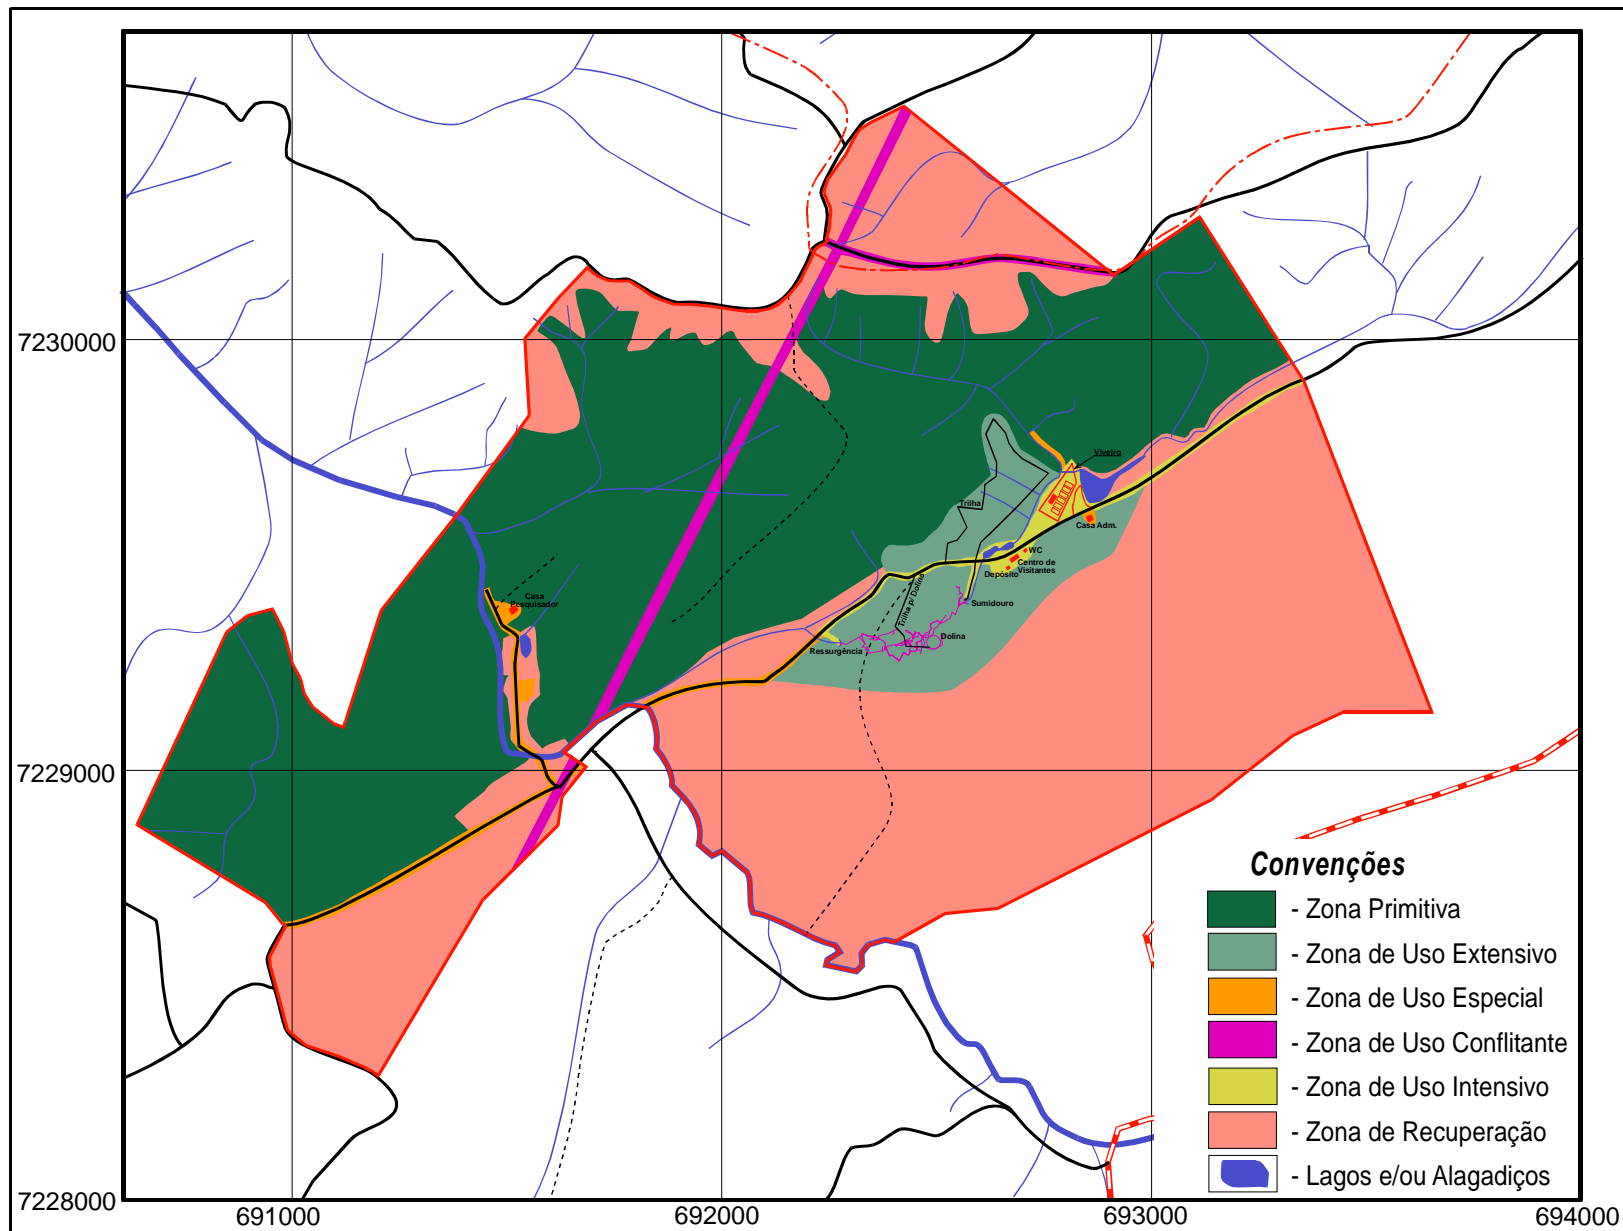 7230000
7229000
7228000
691000
692000
693000
694000
Viveiro
Trilha
Casa Adm.
WC
Centro de
Visitantes
Depósito
Trilha p/ Dolina
Sumidouro
Dolina
Ressurgência
Casa
Pesquisador
Convenções
- Zona Primitiva
- Zona de Uso Extensivo
- Zona de Uso Especial
- Zona de Uso Conflitante
- Zona de Uso Intensivo
- Zona de Recuperação
- Lagos e/ou Alagadiços